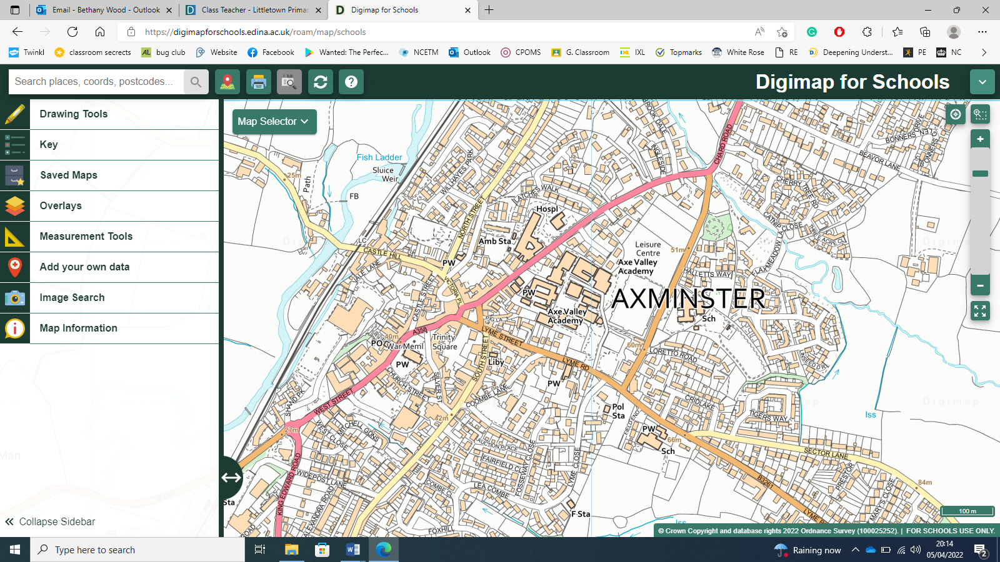 Email - Bethany Wood - Outlook
Class Teacher - Littletown Primar
Digimap for Schools
https://digimapforschools.edina.ac.uk/roam/map/schools
Twinkl
classroom secrects
bug club
Website
Facebook
Wanted: The Perfec...
NCETM
Outlook
CPOMS
G. Classroom
IXL
Topmarks
White Rose
RE
Deepening Underst...
PE
NC
Search places, coords, postcodes...
Digimap for Schools
Drawing Tools
Key
Saved Maps
Overlays
Measurement Tools
Add your own data
Image Search
Map Information
Collapse Sidebar
Map Selector
Fish Ladder
Sluice
Weir
Path
25m
FB
LC
CASTLE HILL
VALE LANE
WILLHAYES PARK
NORTH STREET
LATCHES WALK
Hospl
Amb Sta
PW
VICTORIA PL
CASTLE STREET
BROOK DALE
INGLESIDE
CHARD ROAD
BONNERS DRIVE
BONNERS GLEN
BEAVOR LANE
CHERRY TREE RD
CATNIP CLOSE
THREE ACRE CL
FLAX MEADOW LA
Leisure
Centre
Axe Valley
Academy
51m
HALLETTS WAY
PW
Axe Valley
Academy
AXMINSTER
Sch
PIG LA
A358
40m
PO
War Meml
Trinity
Square
PW
LYME STREET
LYME RD
SOUTH STREET
Liby
PW
60m
LORETTO ROAD
LINSEED DR
CHURCH STREET
SILVER ST
COOMBE LANE
SHAND PK
WEST STREET
27m
42m
Pol
Sta
FIELD END
PW
Sch
66m
CRIDLAKE
TIGERS WAY
Iss
WEST CLOSE
MITCHELL GDNS
AUCTION PLACE
FAIRFIELD CL
FOSSEWAY CLOSE
LYME CLOSE
SECTOR LANE
PRESTOR
B3261
84m
WIDEPOST LANE
KING EDWARD ROAD
ALEXANDRA ROAD
COMBE CL
LEA COMBE
FOXHILL
ROAD
Sta
F Sta
Iss
LYME R
ST MARY'S CLOSE
100 m
© Crown Copyright and database rights 2022 Ordnance Survey (100025252). | FOR SCHOOLS USE ONLY.
Type here to search
Raining now
20:14
05/04/2022
2